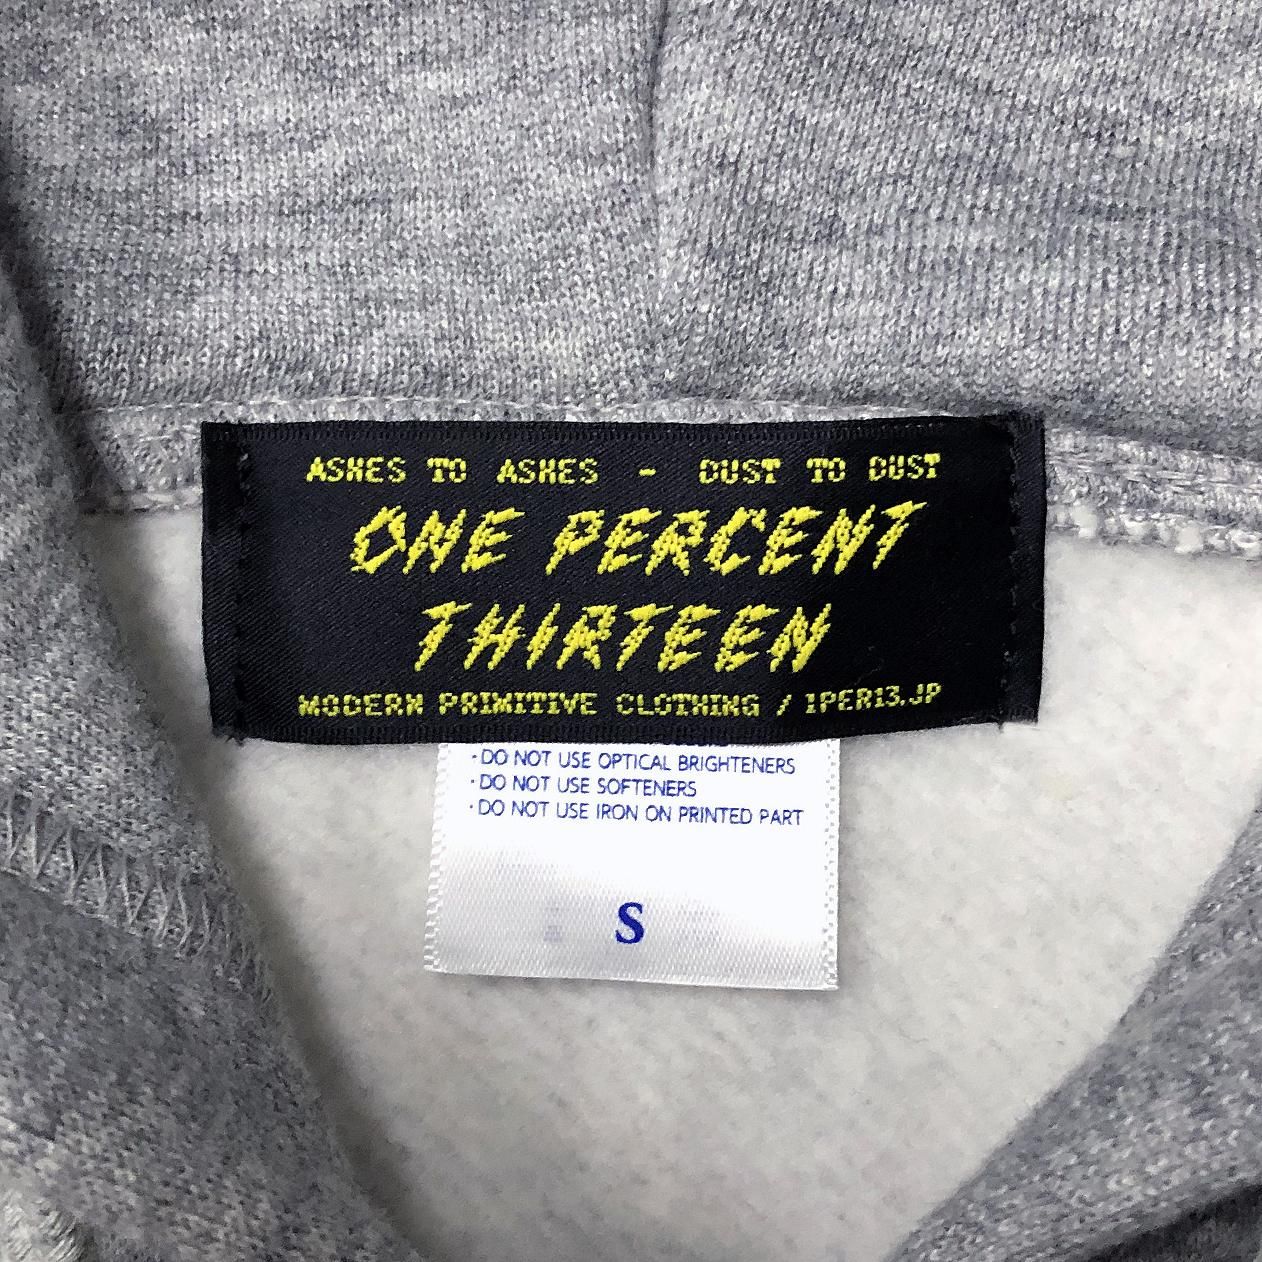 ASHES TO ASHES - DUST TO DUST
ONE PERCENT
THIRTEEN
MODERN PRIMITIVE CLOTHING / 1PER13.JP
·DO NOT USE OPTICAL BRIGHTENERS
·DO NOT USE SOFTENERS
·DO NOT USE IRON ON PRINTED PART
S